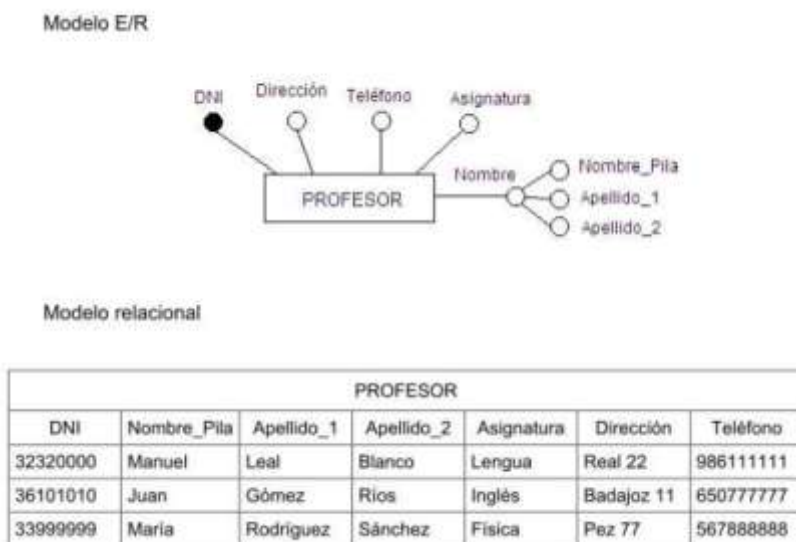 Modelo E/R
DNI Dirección Teléfono Asignatura
Nombre Nombre_Pila
PROFESOR Apellido_1
Apellido_2
Modelo relacional
PROFESOR
DNI Nombre_Pila Apellido_1 Apellido_2 Asignatura Dirección Teléfono
32320000 Manuel Leal Blanco Lengua Real 22 986111111
36101010 Juan Gómez Ríos Inglés Badajoz 11 650777777
33999999 María Rodríguez Sánchez Física Pez 77 567888888